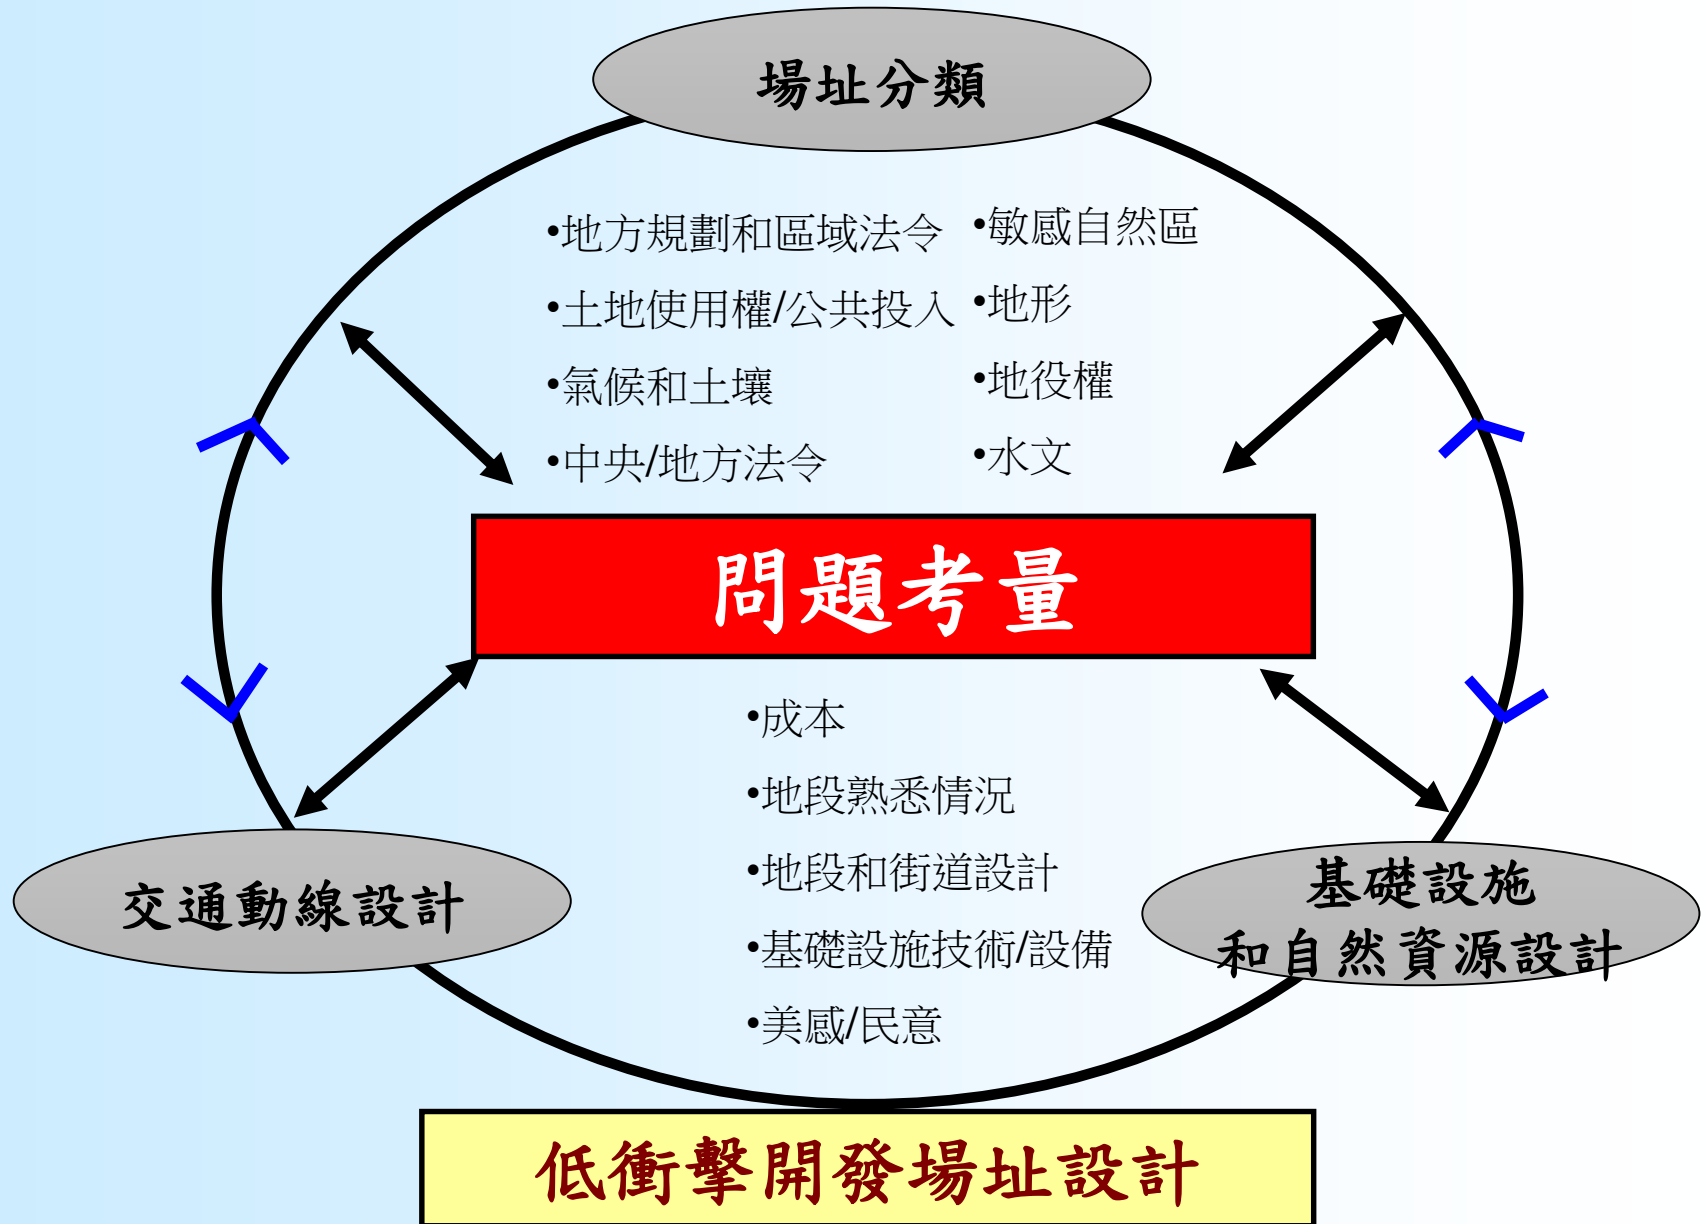 場址分類
•地方規劃和區域法令
•土地使用權/公共投入
•氣候和土壤
•中央/地方法令
•敏感自然區
•地形
•地役權
•水文
問題考量
•成本
•地段熟悉情況
•地段和街道設計
•基礎設施技術/設備
•美感/民意
交通動線設計
基礎設施
和自然資源設計
低衝擊開發場址設計